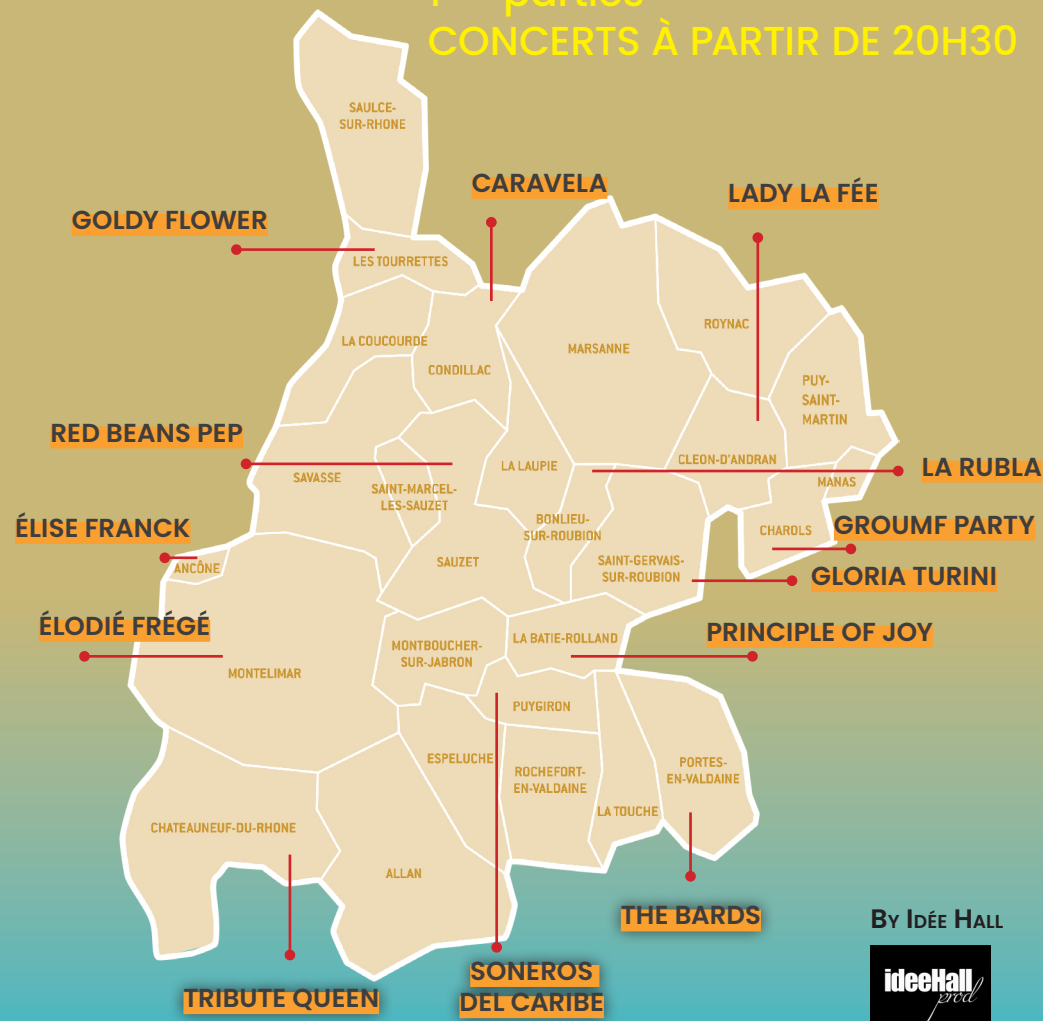 CONCERTS À PARTIR DE 20H30
SAULCE-
SUR-RHONE
CARAVELA
LADY LA FÉE
GOLDY FLOWER
LES TOURRETTES
ROYNAC
LA COUCOURDE
MARSANNE
CONDILLAC
PUY-
SAINT-
MARTIN
RED BEANS PEP
CLEON-D'ANDRAN
LA LAUPIE
LA RUBLA
SAVASSE
MANAS
SAINT-MARCEL-
LES-SAUZET
BONLIEU-
SUR-ROUBION
ÉLISE FRANCK
CHAROLS
GROUMF PARTY
ANCÔNE
SAUZET
SAINT-GERVAIS-
SUR-ROUBION
GLORIA TURINI
ÉLODIÉ FRÉGÉ
MONTBOUCHER-
SUR-JABRON
LA BATIE-ROLLAND
PRINCIPLE OF JOY
MONTELIMAR
PUYGIRON
ESPELUCHE
ROCHEFORT-
EN-VALDAINE
PORTES-
EN-VALDAINE
LA TOUCHE
CHATEAUNEUF-DU-RHONE
ALLAN
THE BARDS
BY IDÉE HALL
SONEROS
DEL CARIBE
TRIBUTE QUEEN
ideeHall
prod